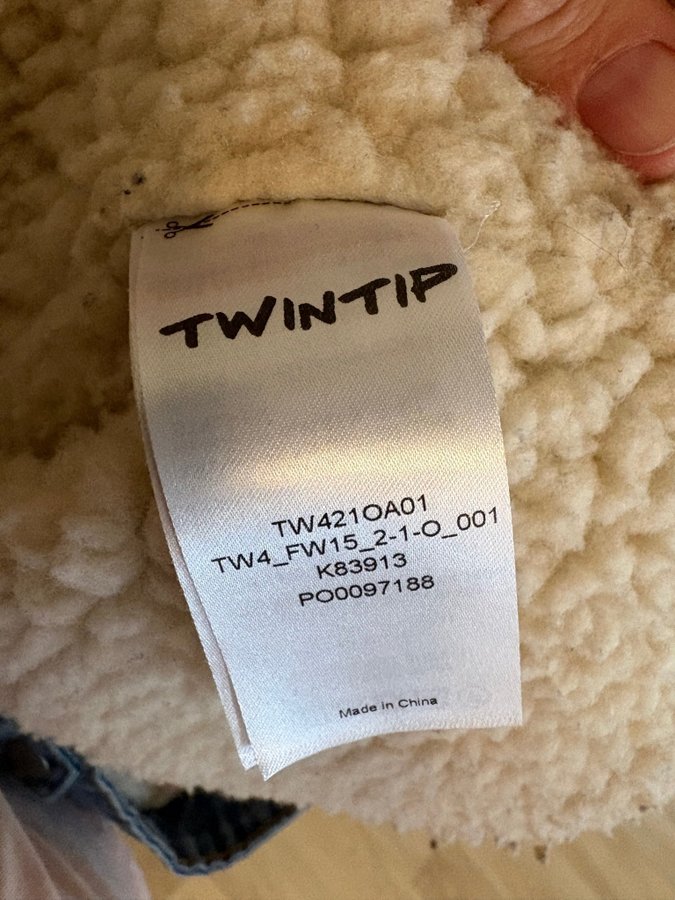 TWINTIP
TW421OA01
TW4_FW15_2-1-O_001
K83913
PO0097188
Made in China